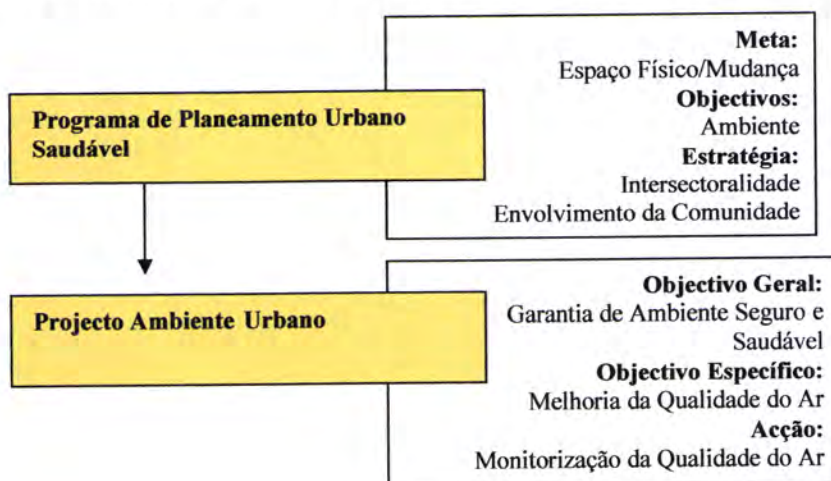 Meta:
Espaço Físico/Mudança
Objectivos:
Ambiente
Estratégia:
Intersectoralidade
Envolvimento da Comunidade
Programa de Planeamento Urbano
Saudável
Objectivo Geral:
Garantia de Ambiente Seguro e
Saudável
Objectivo Específico:
Melhoria da Qualidade do Ar
Acção:
Monitorização da Qualidade do Ar
Projecto Ambiente Urbano